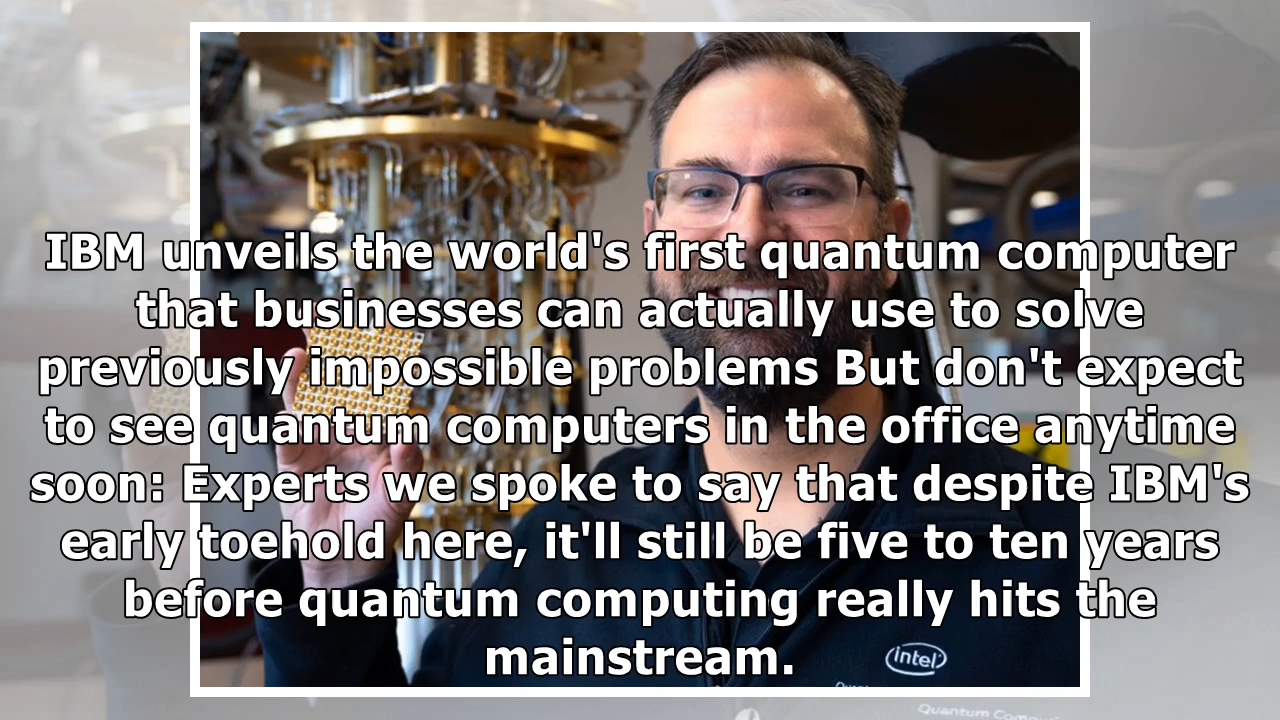 IBM unveils the world's first quantum computer
that businesses can actually use to solve
previously impossible problems But don't expect
to see quantum computers in the office anytime
soon: Experts we spoke to say that despite IBM's
early toehold here, it'll still be five to ten years
before quantum computing really hits the
mainstream.
intel
Quantum